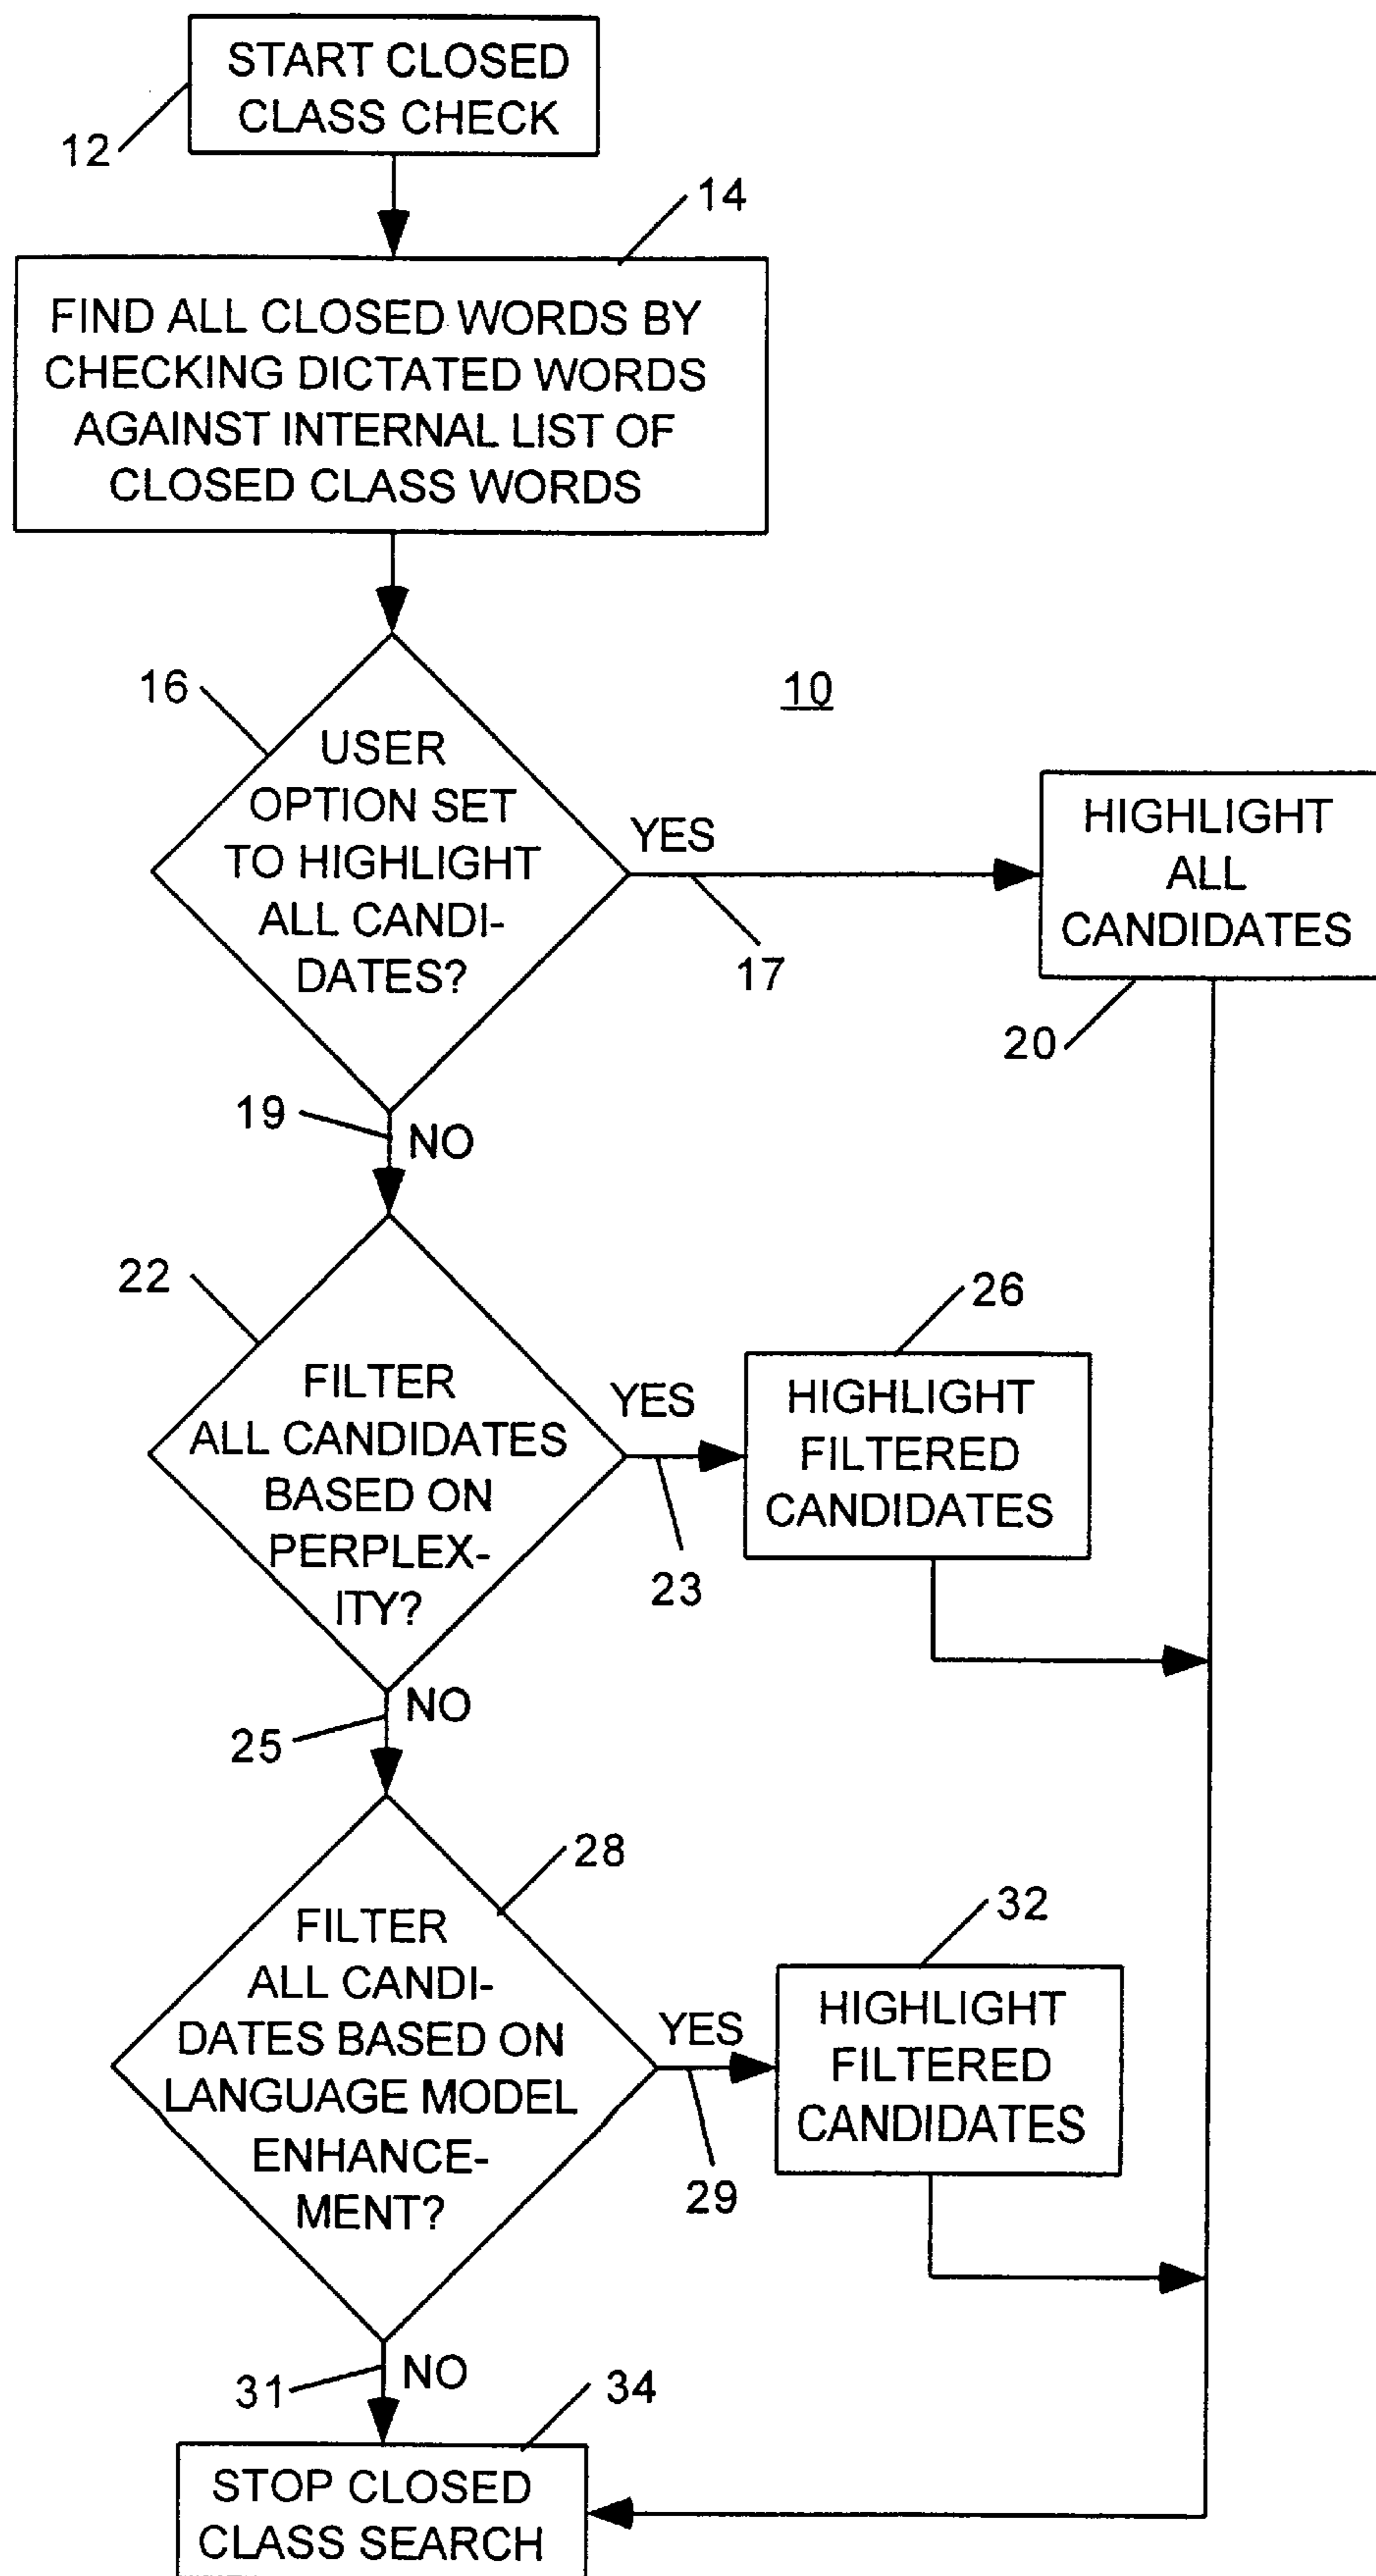 START CLOSED
CLASS CHECK
12
14
FIND ALL CLOSED WORDS BY
CHECKING DICTATED WORDS
AGAINST INTERNAL LIST OF
CLOSED CLASS WORDS
16
10
USER
OPTION SET
TO HIGHLIGHT
ALL CANDI-
DATES?
YES
17
HIGHLIGHT
ALL
CANDIDATES
20
19
NO
22
FILTER
ALL CANDIDATES
BASED ON
PERPLEX-
ITY?
YES
23
26
HIGHLIGHT
FILTERED
CANDIDATES
25
NO
28
FILTER
ALL CANDI-
DATES BASED ON
LANGUAGE MODEL
ENHANCE-
MENT?
YES
29
32
HIGHLIGHT
FILTERED
CANDIDATES
31
NO
34
STOP CLOSED
CLASS SEARCH